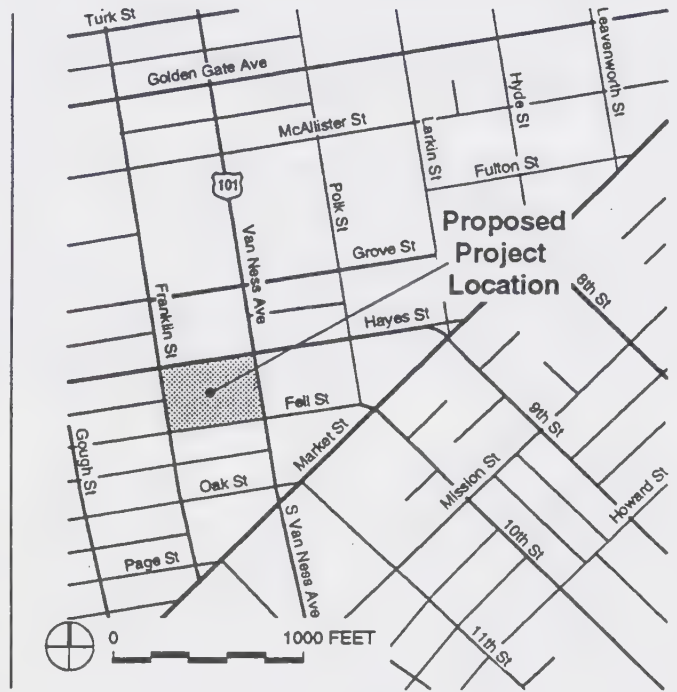 Turk St
Golden Gate Ave
McAllister St
Leavenworth St
Hyde St
Larkin St
Fulton St
101
Polk St
Van Ness Ave
Grove St
Proposed
Project
Location
8th St
Franklin St
Hayes St
Fell St
9th St
Market St
Gough St
Oak St
Mission St
Howard St
S Van Ness Ave
10th St
Page St
11th St
0 1000 FEET